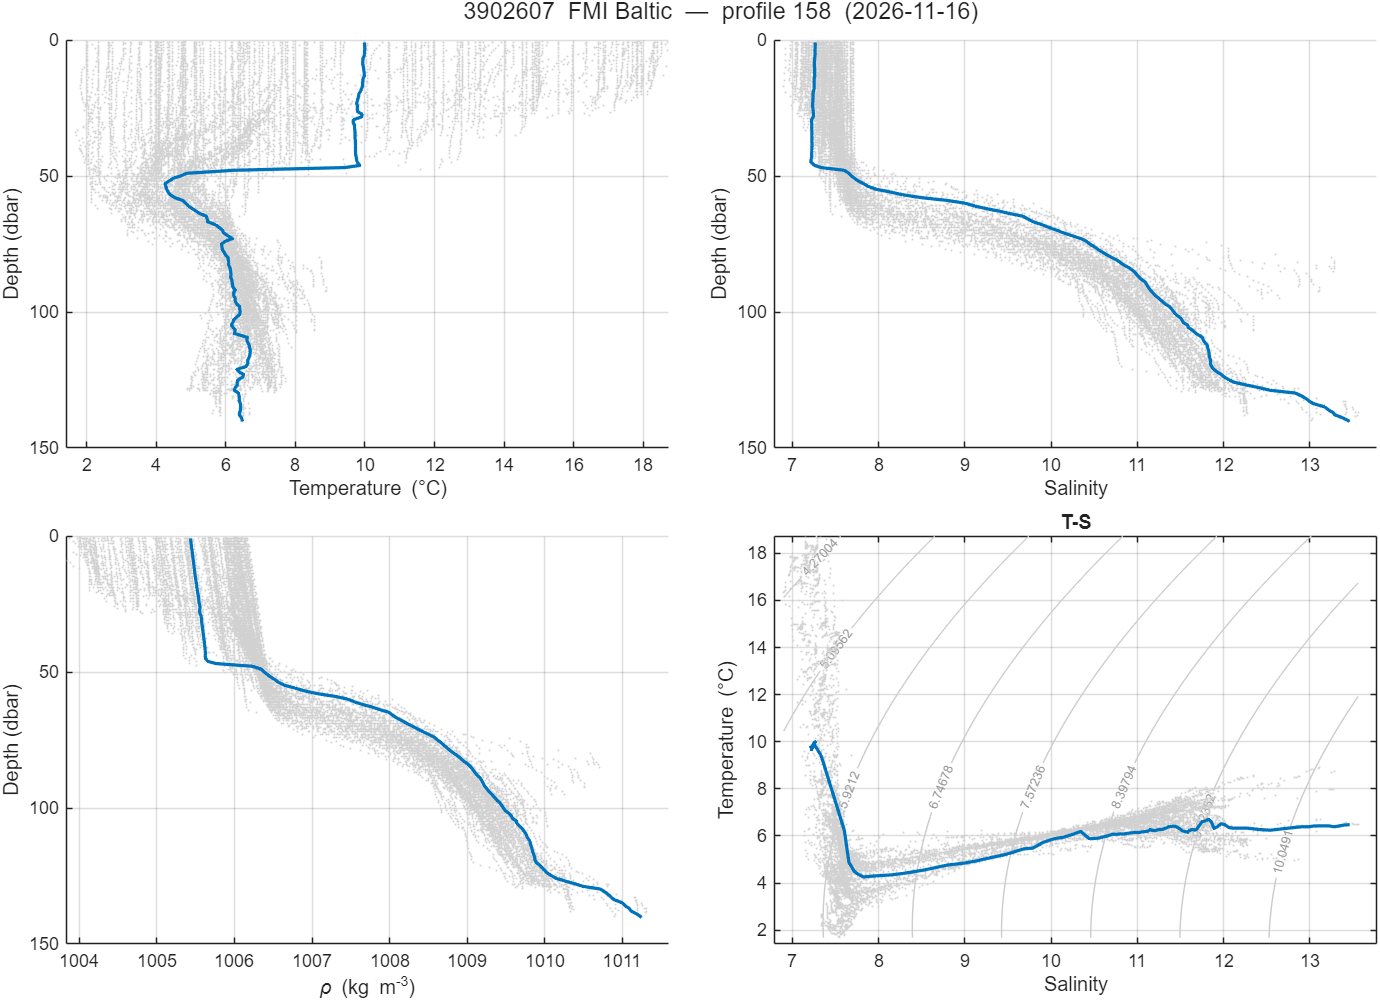 3902607 FMI Baltic — profile 158 (2026-11-16)
0
50
100
150
Depth (dbar)
2 4 6 8 10 12 14 16 18
Temperature (°C)
0
50
100
150
Depth (dbar)
7 8 9 10 11 12 13
Salinity
0
50
100
150
Depth (dbar)
1004 1005 1006 1007 1008 1009 1010 1011
ρ (kg m⁻³)
T-S
18
16
14
12
10
8
6
4
2
Temperature (°C)
4.27004
5.09562
5.9212
6.74678
7.57236
8.39794
10.0491
7 8 9 10 11 12 13
Salinity